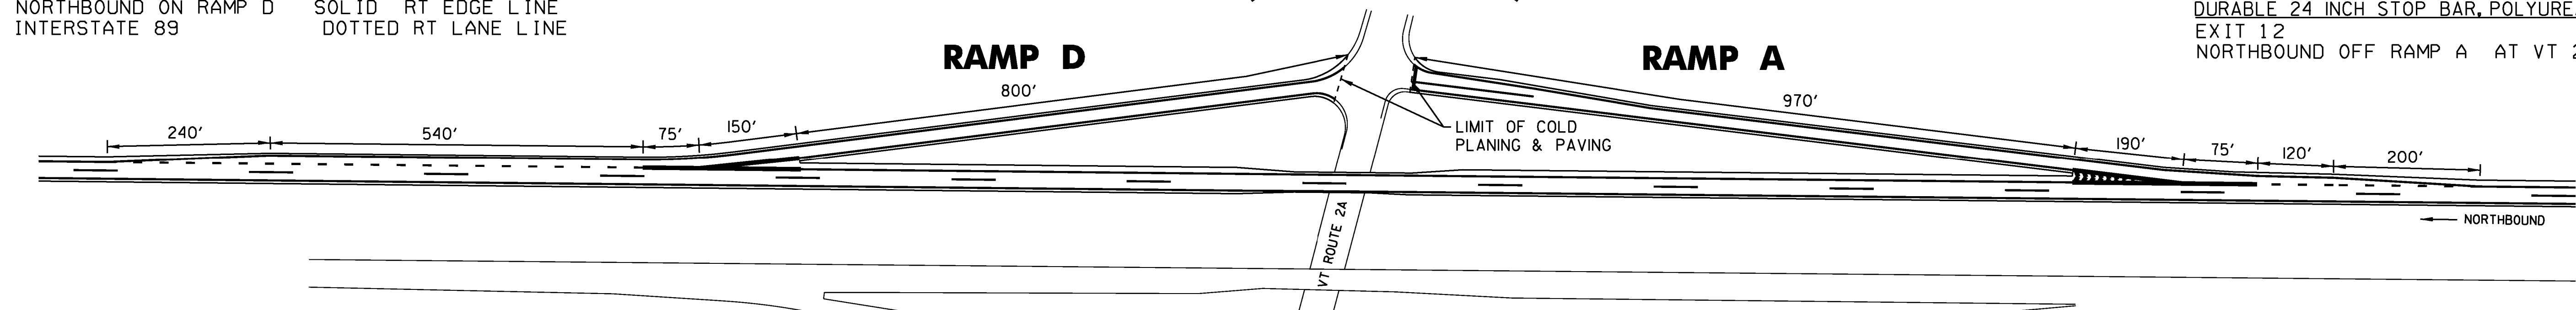 NORTHBOUND ON RAMP D SOLID RT EDGE LINE
INTERSTATE 89 DOTTED RT LANE LINE
DURABLE 24 INCH STOP BAR, POLYURE
EXIT 12
NORTHBOUND OFF RAMP A AT VT 2
RAMP D
RAMP A
800'
970'
240'
540'
75'
150'
LIMIT OF COLD
PLANING & PAVING
190'
75'
120'
200'
VT ROUTE 2A
NORTHBOUND